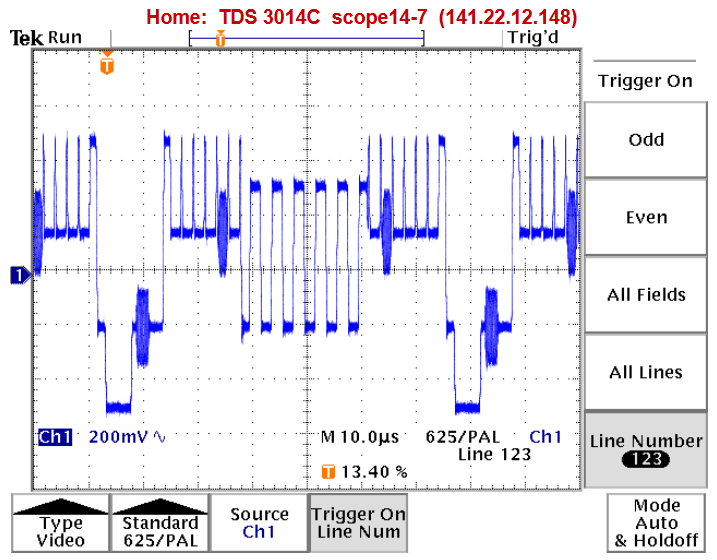 Home: TDS 3014C scope14-7 (141.22.12.148)
Tek Run Trig'd
T
T
Trigger On
Odd
Even
1
All Fields
All Lines
Ch1 200mV∿ M 10.0µs 625/PAL Ch1
Line 123
Line Number
123
T 13.40 %
Type
Video
Standard
625/PAL
Source
Ch1
Trigger On
Line Num
Mode
Auto
& Holdoff